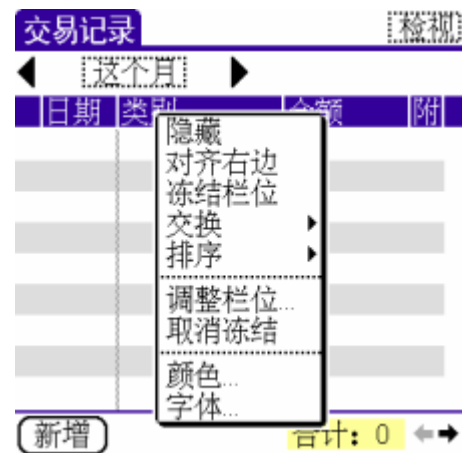 交易记录 检视
这个月
日期 类别 金额 附
隐藏
对齐右边
冻结栏位
交换
排序
调整栏位...
取消冻结
颜色...
字体...
新增 合计: 0